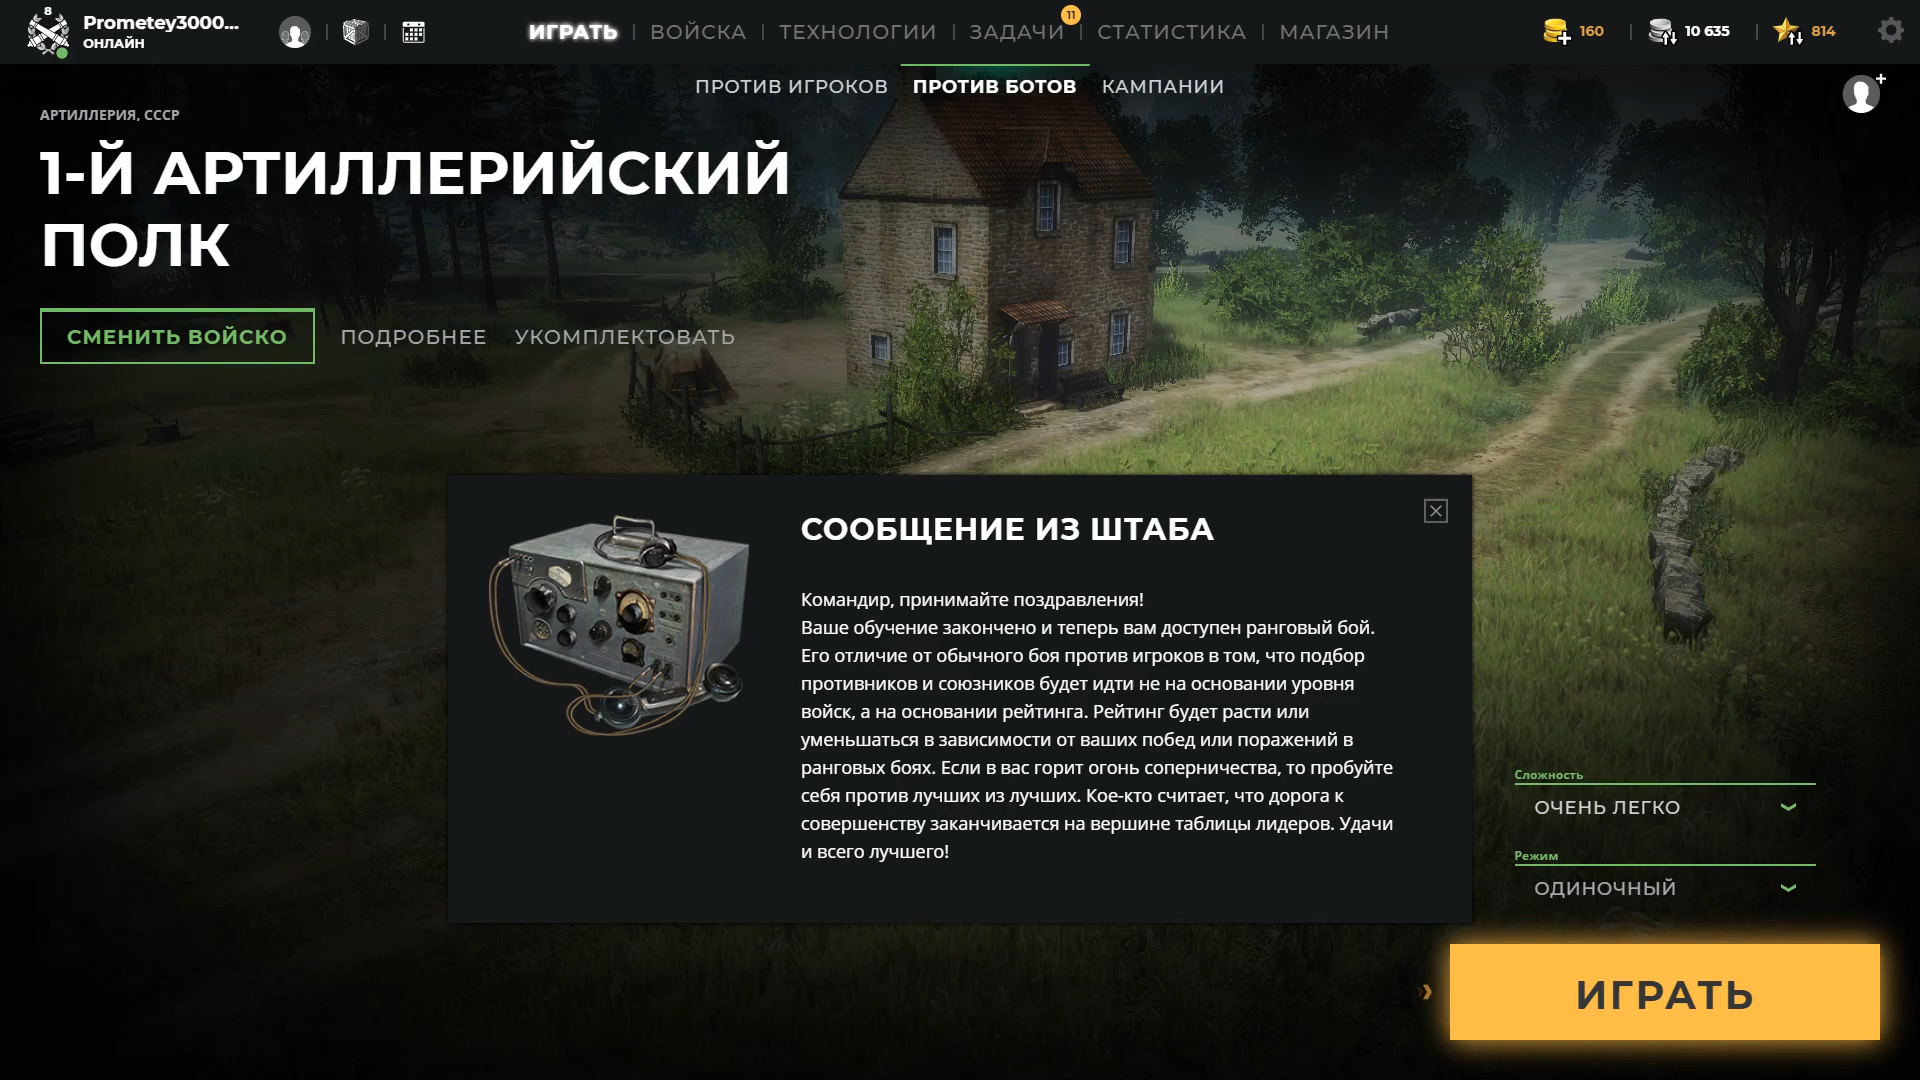 8
Prometey3000...
ОНЛАЙН
ИГРАТЬ
ВОЙСКА
ТЕХНОЛОГИИ
ЗАДАЧИ
11
СТАТИСТИКА
МАГАЗИН
160
10 635
814
ПРОТИВ ИГРОКОВ
ПРОТИВ БОТОВ
КАМПАНИИ
АРТИЛЛЕРИЯ, СССР
1-Й АРТИЛЛЕРИЙСКИЙ
ПОЛК
СМЕНИТЬ ВОЙСКО
ПОДРОБНЕЕ
УКОМПЛЕКТОВАТЬ
СООБЩЕНИЕ ИЗ ШТАБА
Командир, принимайте поздравления!
Ваше обучение закончено и теперь вам доступен ранговый бой.
Его отличие от обычного боя против игроков в том, что подбор
противников и союзников будет идти не на основании уровня
войск, а на основании рейтинга. Рейтинг будет расти или
уменьшаться в зависимости от ваших побед или поражений в
ранговых боях. Если в вас горит огонь соперничества, то пробуйте
себя против лучших из лучших. Кое-кто считает, что дорога к
совершенству заканчивается на вершине таблицы лидеров. Удачи
и всего лучшего!
Сложность
ОЧЕНЬ ЛЕГКО
Режим
ОДИНОЧНЫЙ
ИГРАТЬ